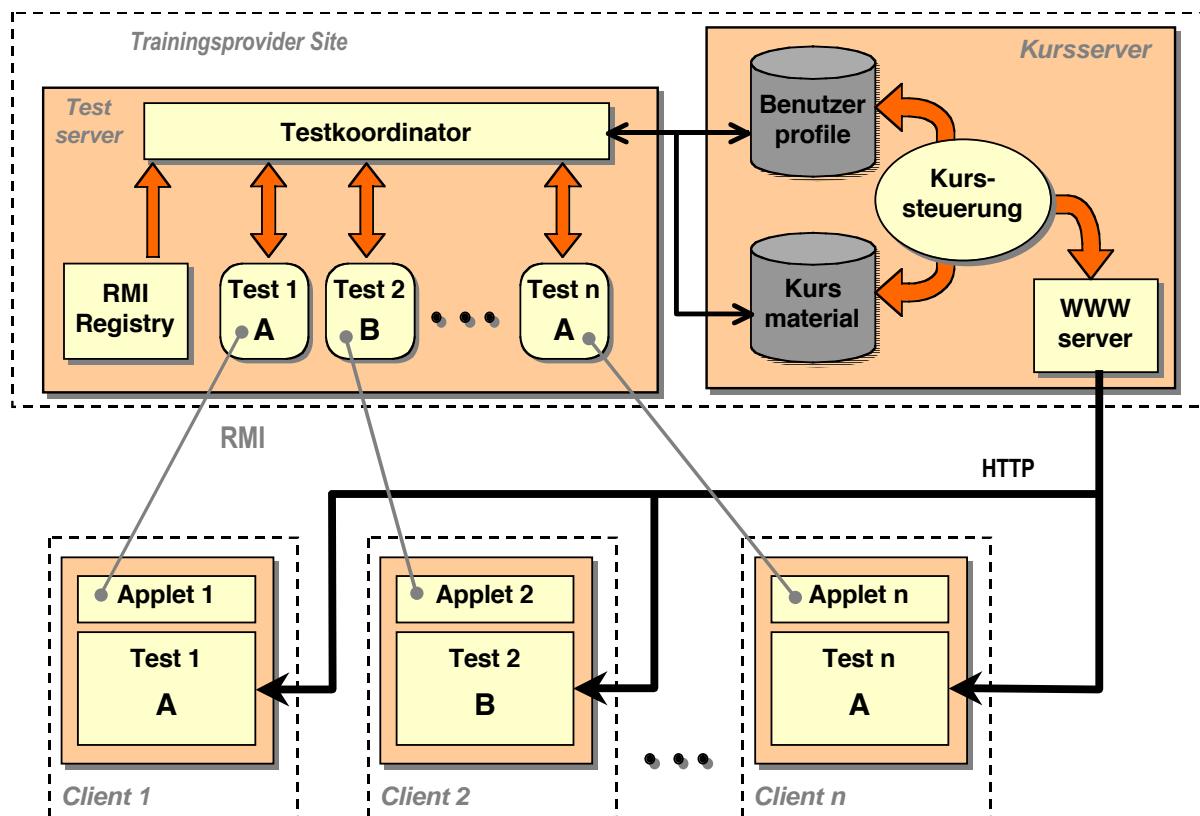 Trainingsprovider Site
Kursserver
Test
server
Testkoordinator
Benutzer
profile
Kurs-
steuerung
RMI
Registry
Test 1
A
Test 2
B
Test n
A
Kurs
material
WWW
server
RMI
HTTP
Applet 1
Test 1
A
Applet 2
Test 2
B
Applet n
Test n
A
Client 1
Client 2
Client n